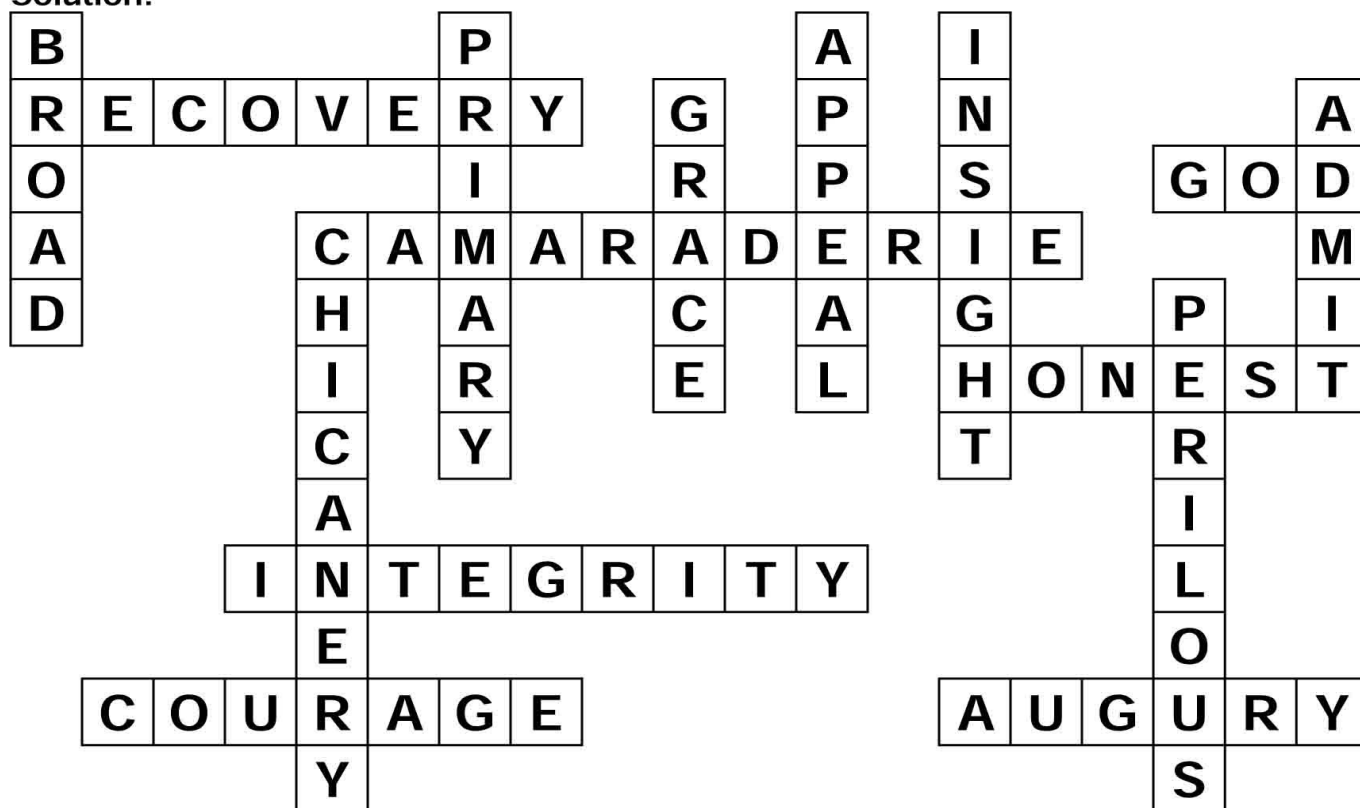 Solution:
B P A I
R E C O V E R Y G P N A
O I R P S G O D
A C A M A R A D E R I E M
D H A C A G P I
I R E L H O N E S T
C Y T R
A I
I N T E G R I T Y L
E O
C O U R A G E A U G U R Y
Y S